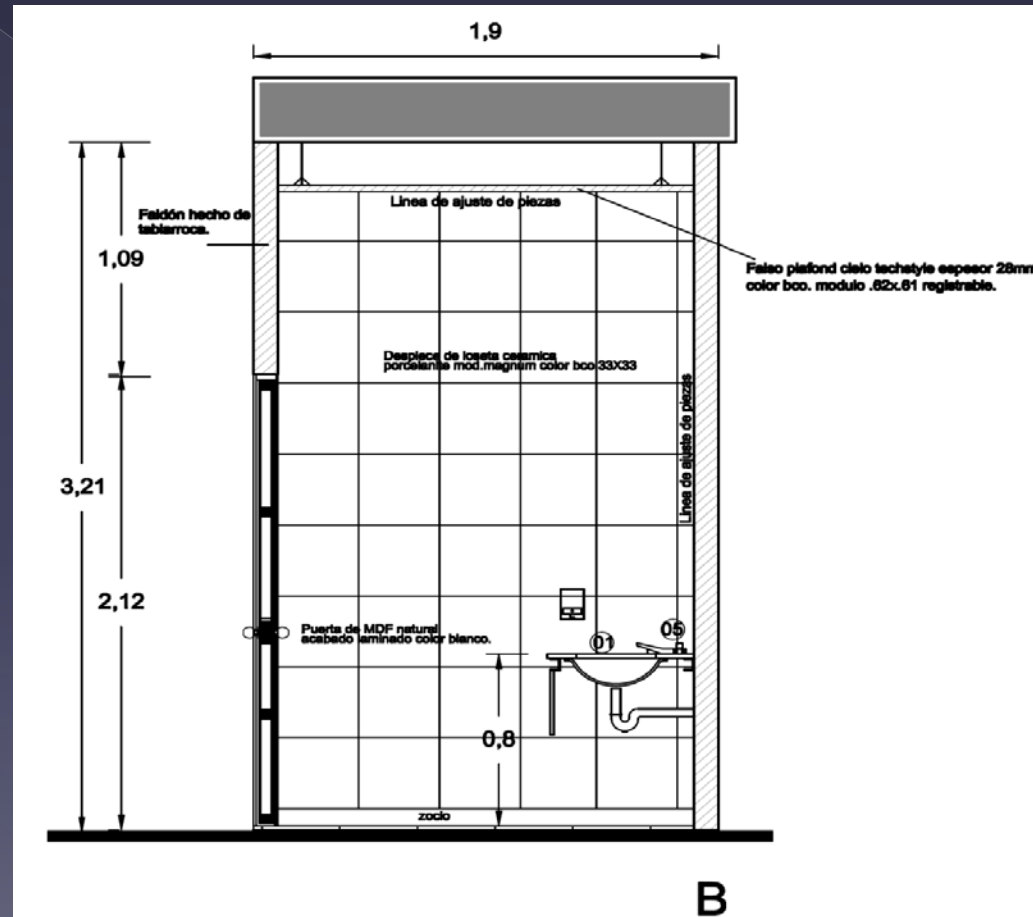 1,9
Linea de ajuste de piezas
Faldón hecho de
tablarroca.
1,09
Falso plafond cielo techstyle espesor 28mm
color bco. modulo .62x.61 registrable.
Despiece de loseta ceramica
porcelanite mod.magnum color bco 33X33
Linea de ajuste de piezas
3,21
2,12
Puerta de MDF natural
acabado laminado color blanco.
01
05
0,8
zoclo
B